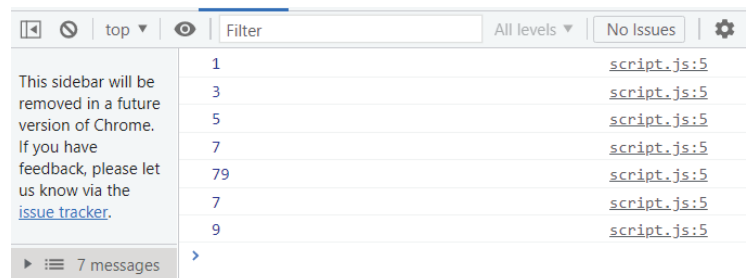 top ▼
Filter
All levels ▼
No Issues
This sidebar will be
removed in a future
version of Chrome.
If you have
feedback, please let
us know via the
issue tracker.
7 messages
1 script.js:5
3 script.js:5
5 script.js:5
7 script.js:5
79 script.js:5
7 script.js:5
9 script.js:5
>